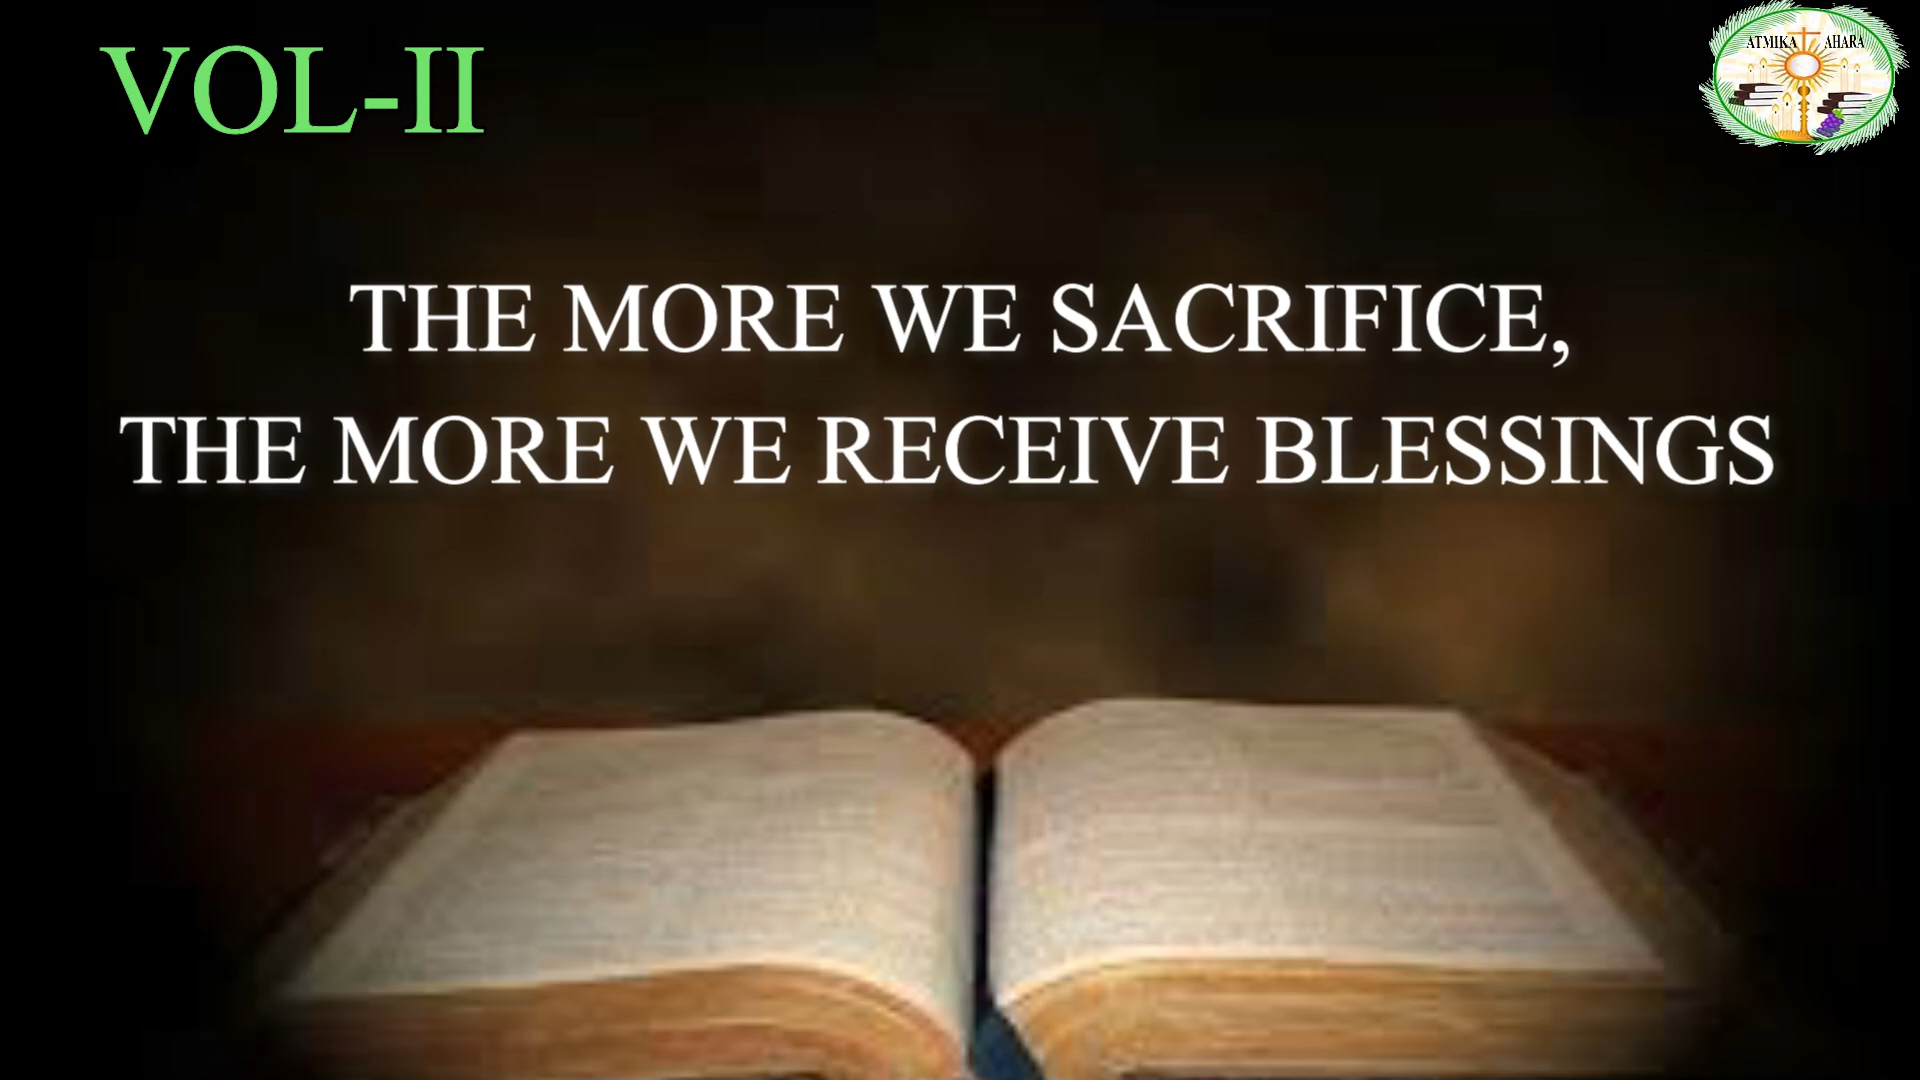 VOL-II
ATMIKA AHARA
THE MORE WE SACRIFICE,
THE MORE WE RECEIVE BLESSINGS